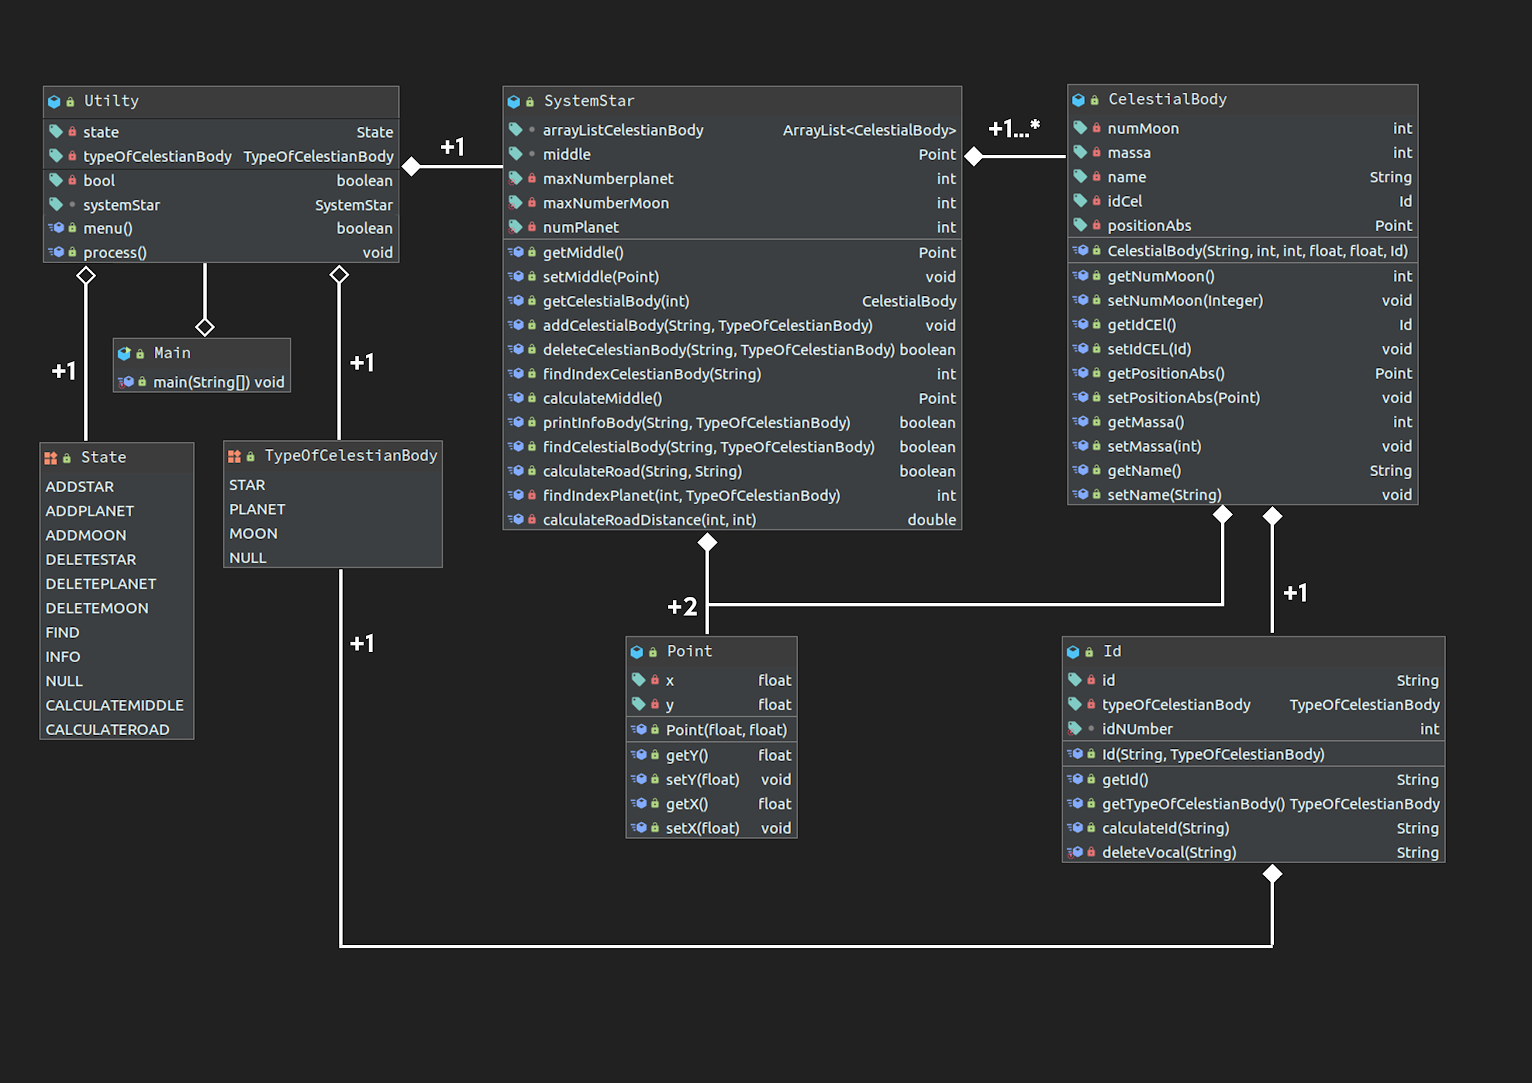 Utilty
state State
typeOfCelestianBody TypeOfCelestianBody
bool boolean
systemStar SystemStar
menu() boolean
process() void
+1
SystemStar
arrayListCelestianBody ArrayList<CelestialBody>
middle Point
maxNumberplanet int
maxNumberMoon int
numPlanet int
getMiddle() Point
setMiddle(Point) void
getCelestialBody(int) CelestialBody
addCelestialBody(String, TypeOfCelestianBody) void
deleteCelestianBody(String, TypeOfCelestianBody) boolean
findIndexCelestianBody(String) int
calculateMiddle() Point
printInfoBody(String, TypeOfCelestianBody) boolean
findCelestialBody(String, TypeOfCelestianBody) boolean
calculateRoad(String, String) boolean
findIndexPlanet(int, TypeOfCelestianBody) int
calculateRoadDistance(int, int) double
+1...*
CelestialBody
numMoon int
massa int
name String
idCel Id
positionAbs Point
CelestialBody(String, int, int, float, float, Id)
getNumMoon() int
setNumMoon(Integer) void
getIdCEl() Id
setIdCEL(Id) void
getPositionAbs() Point
setPositionAbs(Point) void
getMassa() int
setMassa(int) void
getName() String
setName(String) void
Main
main(String[]) void
+1
+1
State
ADDSTAR
ADDPLANET
ADDMOON
DELETESTAR
DELETEPLANET
DELETEMOON
FIND
INFO
NULL
CALCULATEMIDDLE
CALCULATEROAD
TypeOfCelestianBody
STAR
PLANET
MOON
NULL
+1
+2
+1
Point
x float
y float
Point(float, float)
getY() float
setY(float) void
getX() float
setX(float) void
Id
id String
typeOfCelestianBody TypeOfCelestianBody
idNUmber int
Id(String, TypeOfCelestianBody)
getId() String
getTypeOfCelestianBody() TypeOfCelestianBody
calculateId(String) String
deleteVocal(String) String